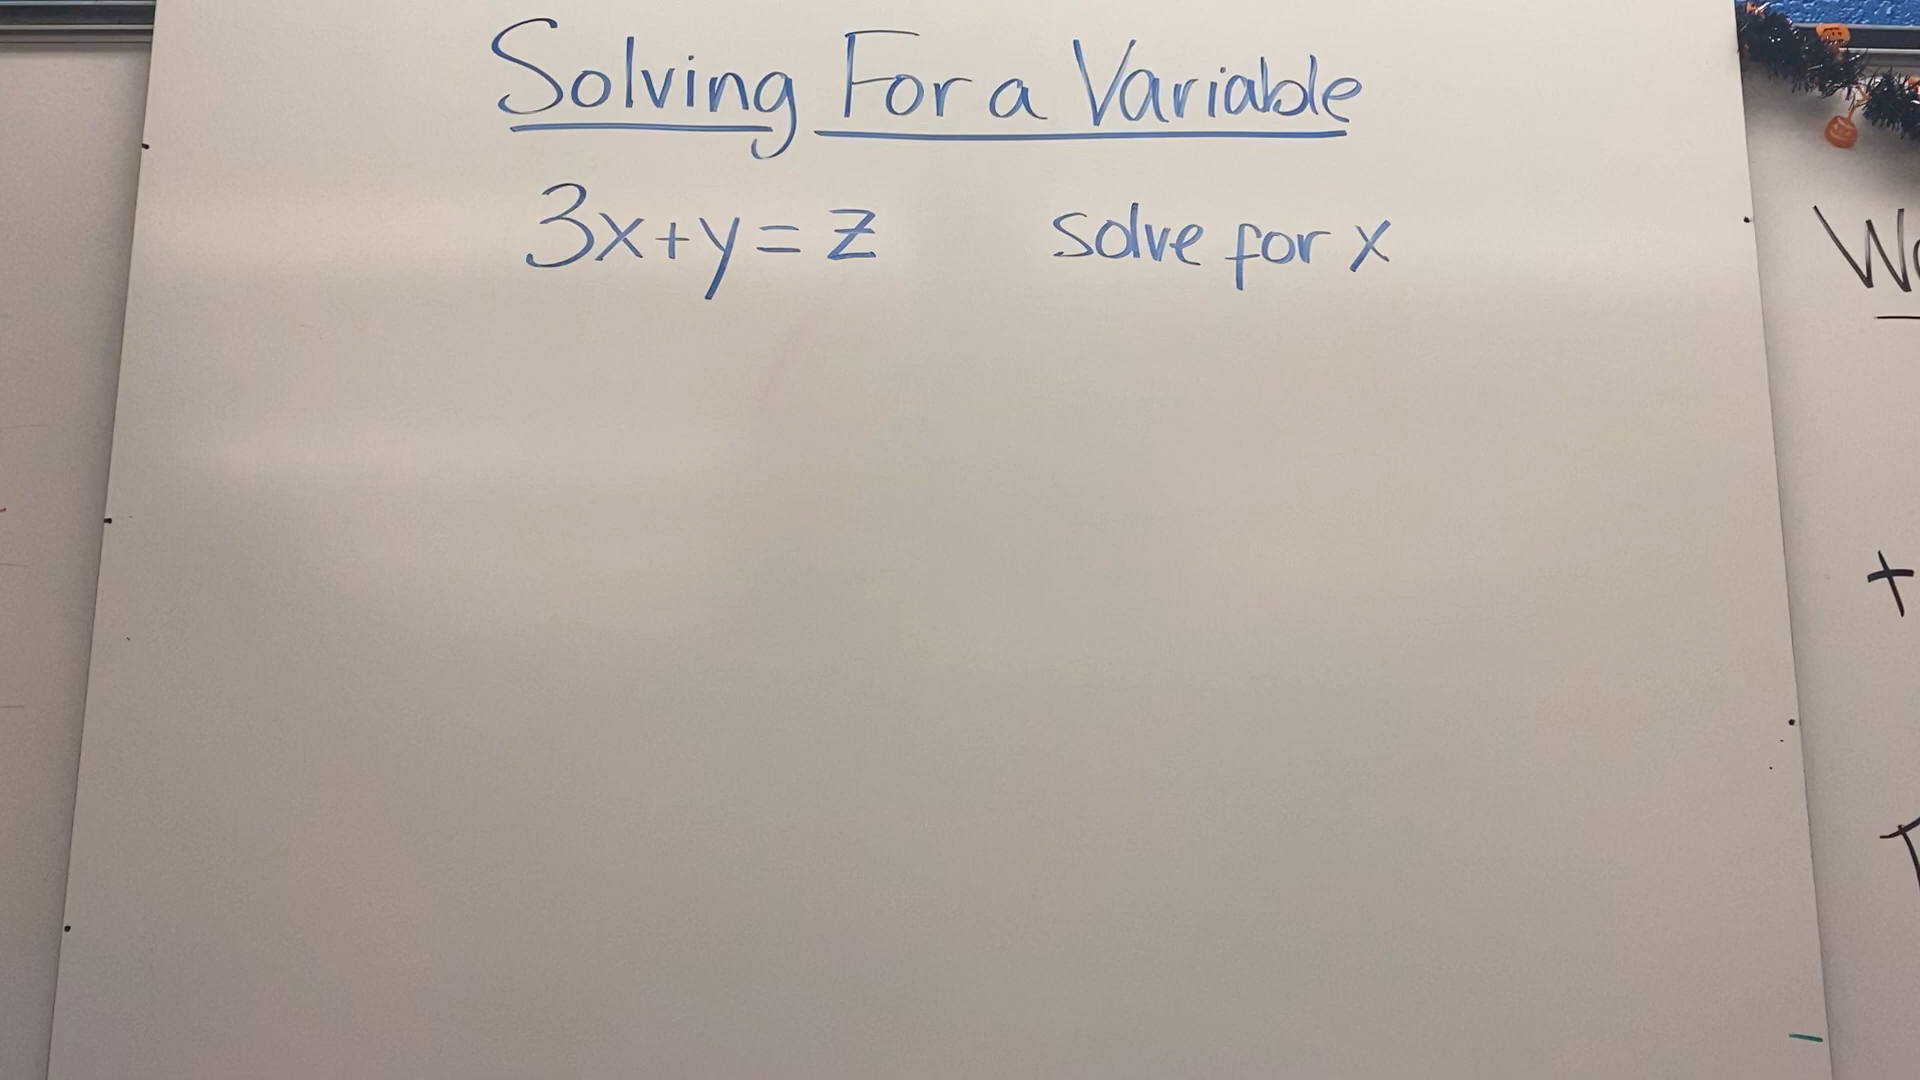 Solving For a Variable
3x+y=z solve for x
+